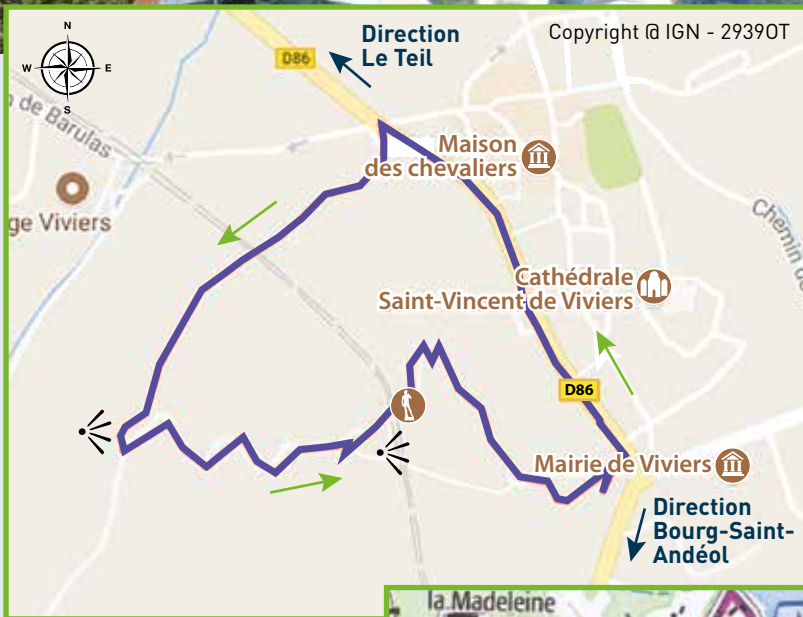 Copyright @ IGN - 2939OT
N
W
E
S
Direction
Le Teil
D86
de Barulas
Maison
des chevaliers
ge Viviers
Chemin de
Cathédrale
Saint-Vincent de Viviers
D86
Mairie de Viviers
Direction
Bourg-Saint-
Andéol
la Madeleine